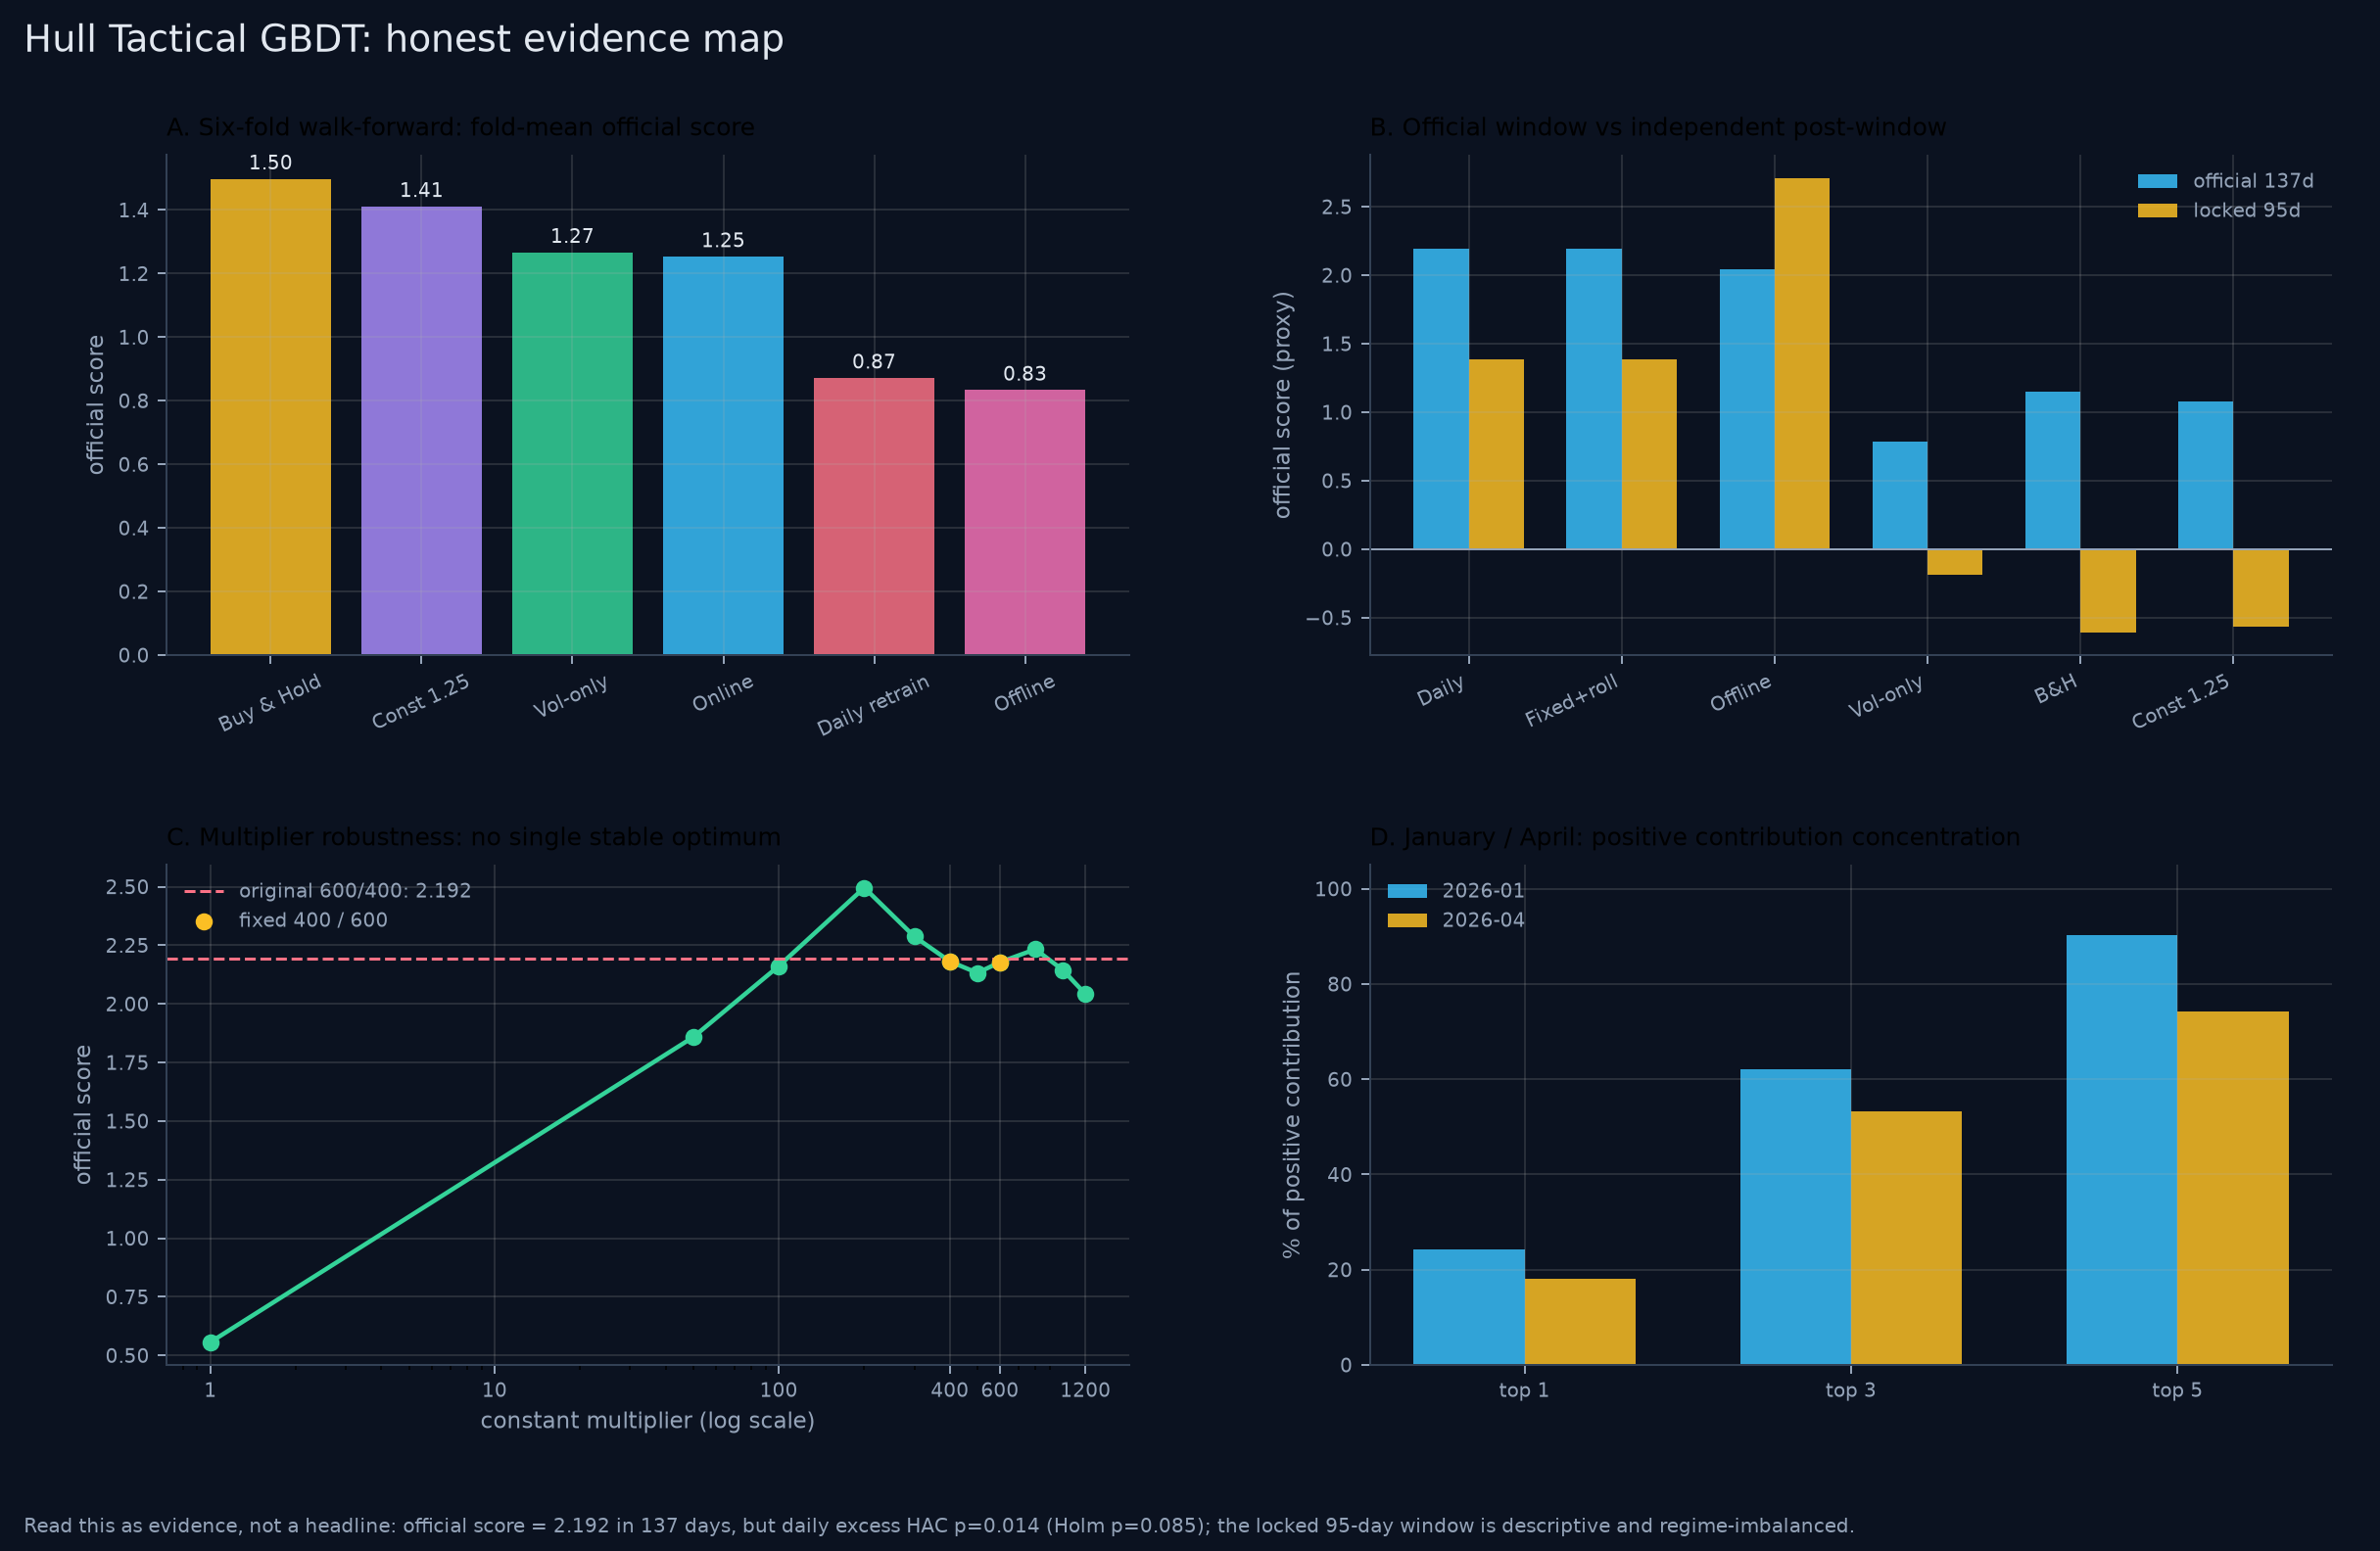 Hull Tactical GBDT: honest evidence map
A. Six-fold walk-forward: fold-mean official score
official score
1.4
1.2
1.0
0.8
0.6
0.4
0.2
0.0
1.50
1.41
1.27
1.25
0.87
0.83
Buy & Hold
Const 1.25
Vol-only
Online
Daily retrain
Offline
B. Official window vs independent post-window
official score (proxy)
2.5
2.0
1.5
1.0
0.5
0.0
−0.5
official 137d
locked 95d
Daily
Fixed+roll
Offline
Vol-only
B&H
Const 1.25
C. Multiplier robustness: no single stable optimum
official score
2.50
2.25
2.00
1.75
1.50
1.25
1.00
0.75
0.50
original 600/400: 2.192
fixed 400 / 600
1
10
100
400
600
1200
constant multiplier (log scale)
D. January / April: positive contribution concentration
% of positive contribution
100
80
60
40
20
0
2026-01
2026-04
top 1
top 3
top 5
Read this as evidence, not a headline: official score = 2.192 in 137 days, but daily excess HAC p=0.014 (Holm p=0.085); the locked 95-day window is descriptive and regime-imbalanced.